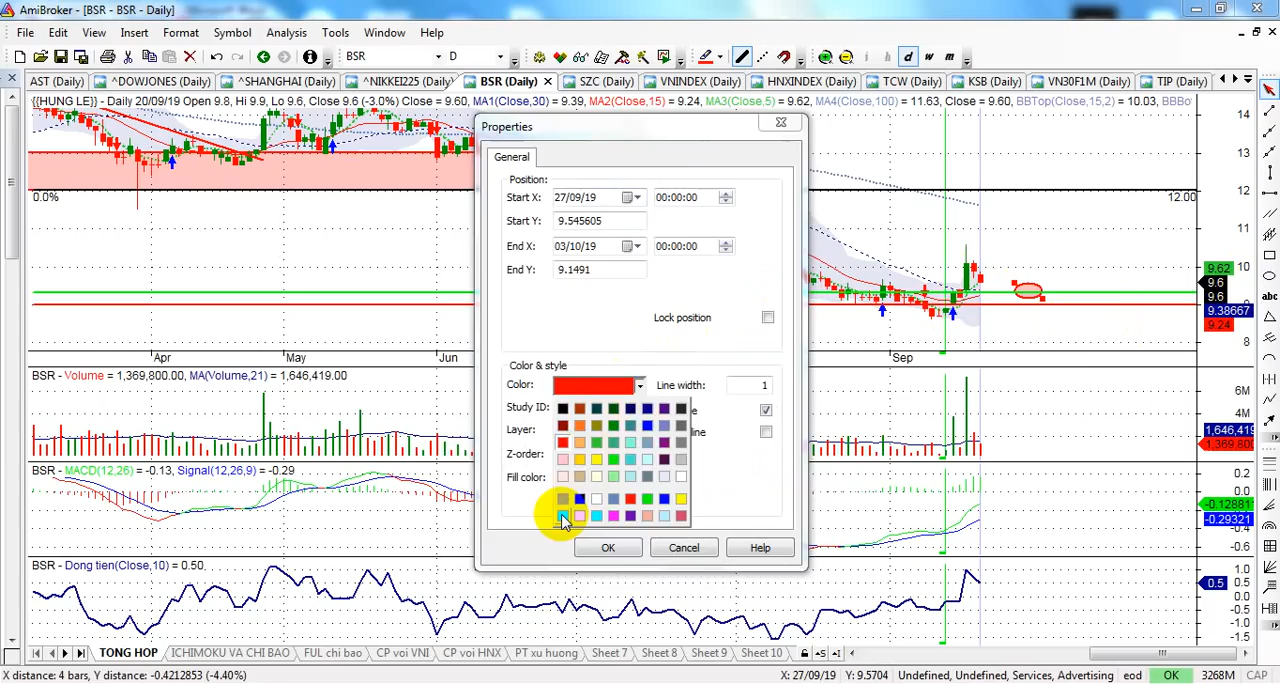 AmiBroker - [BSR - BSR - Daily]
File Edit View Insert Format Symbol Analysis Tools Window Help
BSR D i h d w m
AST (Daily) ^DOWJONES (Daily) ^SHANGHAI (Daily) ^NIKKEI225 (Daily) BSR (Daily) SZC (Daily) VNINDEX (Daily) HNXINDEX (Daily) TCW (Daily) KSB (Daily) VN30F1M (Daily) TIP (Daily)
{{HUNG LE}} - Daily 20/09/19 Open 9.8, Hi 9.9, Lo 9.6, Close 9.6 (-3.0%) Close = 9.60, MA1(Close,30) = 9.39, MA2(Close,15) = 9.24, MA3(Close,5) = 9.62, MA4(Close,100) = 11.63, Close = 9.60, BBTop(Close,15,2) = 10.03, BBBo
Properties
General
Position:
Start X: 27/09/19 00:00:00
Start Y: 9.545605
End X: 03/10/19 00:00:00
End Y: 9.1491
Lock position
Color & style
Color: Line width: 1
Study ID: e
Layer: line
Z-order:
Fill color:
OK Cancel Help
0.0%
12.00
14
13
12
11
10
9.62
9.6
9.6
9.38667
9.24
8
Apr May Jun Sep
BSR - Volume = 1,369,800.00, MA(Volume,21) = 1,646,419.00
6M
4M
1,646,419
1,369,800
BSR - MACD(12,26) = -0.13, Signal(12,26,9) = -0.29
0.2
0.0
-0.12881
-0.29321
-0.4
-0.6
BSR - Dong tien(Close,10) = 0.50,
1.0
0.5
0.0
-0.5
-1.0
-1.5
TONG HOP ICHIMOKU VA CHI BAO FUL chi bao CP voi VNI CP voi HNX PT xu huong Sheet 7 Sheet 8 Sheet 9 Sheet 10
X distance: 4 bars, Y distance: -0.4212853 (-4.40%) X: 27/09/19 Y: 9.5704 Undefined, Undefined, Services, Advertising eod OK 3268M CAP
abc